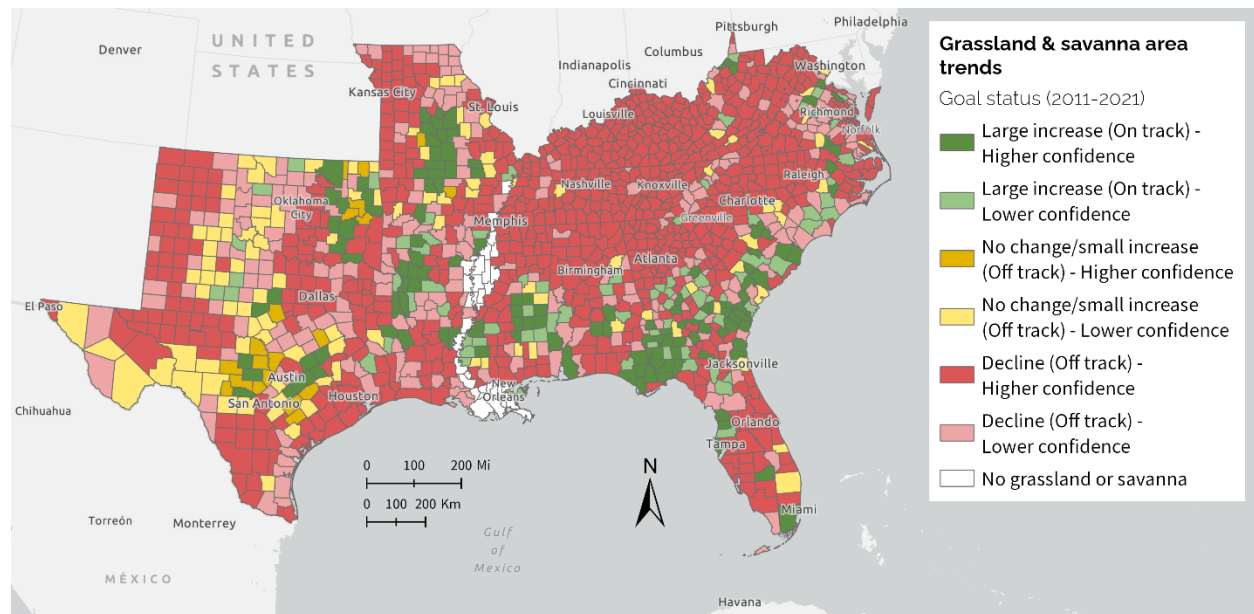 Pittsburgh
Philadelphia
Denver
UNITED
STATES
Columbus
Indianapolis
Cincinnati
Washington
Kansas City
St. Louis
Louisville
Richmond
Norfolk
Oklahoma
City
Nashville
Knoxville
Raleigh
Charlotte
Greenville
Memphis
Atlanta
Birmingham
Dallas
El Paso
Austin
San Antonio
Houston
New
Orleans
Jacksonville
Chihuahua
Orlando
Tampa
Miami
0 100 200 Mi
0 100 200 Km
N
Torreón
Monterrey
Gulf
of
Mexico
MÉXICO
Havana
Grassland & savanna area
trends
Goal status (2011-2021)
Large increase (On track) -
Higher confidence
Large increase (On track) -
Lower confidence
No change/small increase
(Off track) - Higher confidence
No change/small increase
(Off track) - Lower confidence
Decline (Off track) -
Higher confidence
Decline (Off track) -
Lower confidence
No grassland or savanna